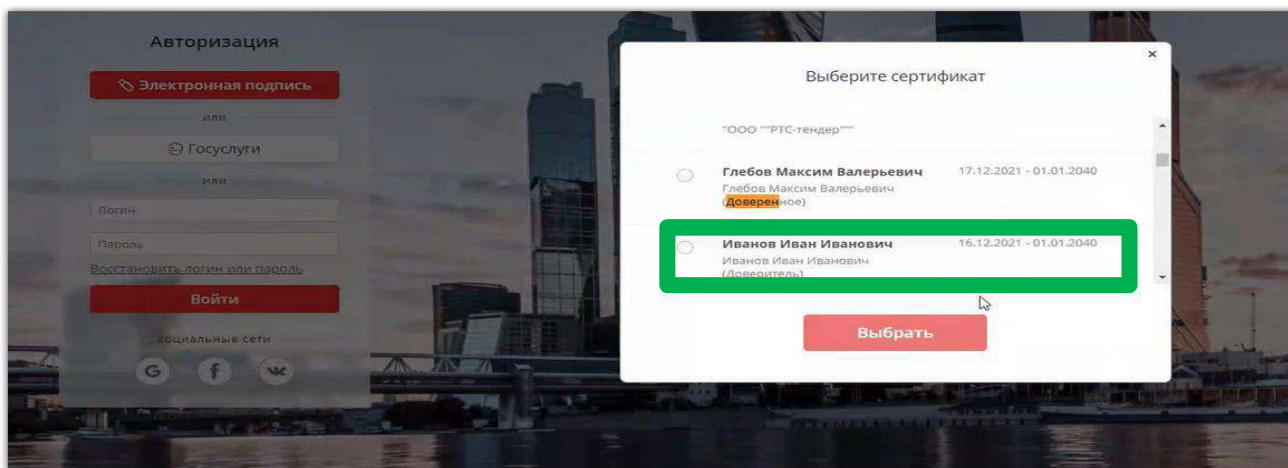 Авторизация
Электронная подпись
или
Госуслуги
или
Логин
Пароль
Восстановить логин или пароль
Войти
социальные сети
G f
Выберите сертификат
×
"ООО ""РТС-тендер"""
Глебов Максим Валерьевич 17.12.2021 - 01.01.2040
Глебов Максим Валерьевич
(Доверенное)
Иванов Иван Иванович 16.12.2021 - 01.01.2040
Иванов Иван Иванович
(Доверитель)
Выбрать